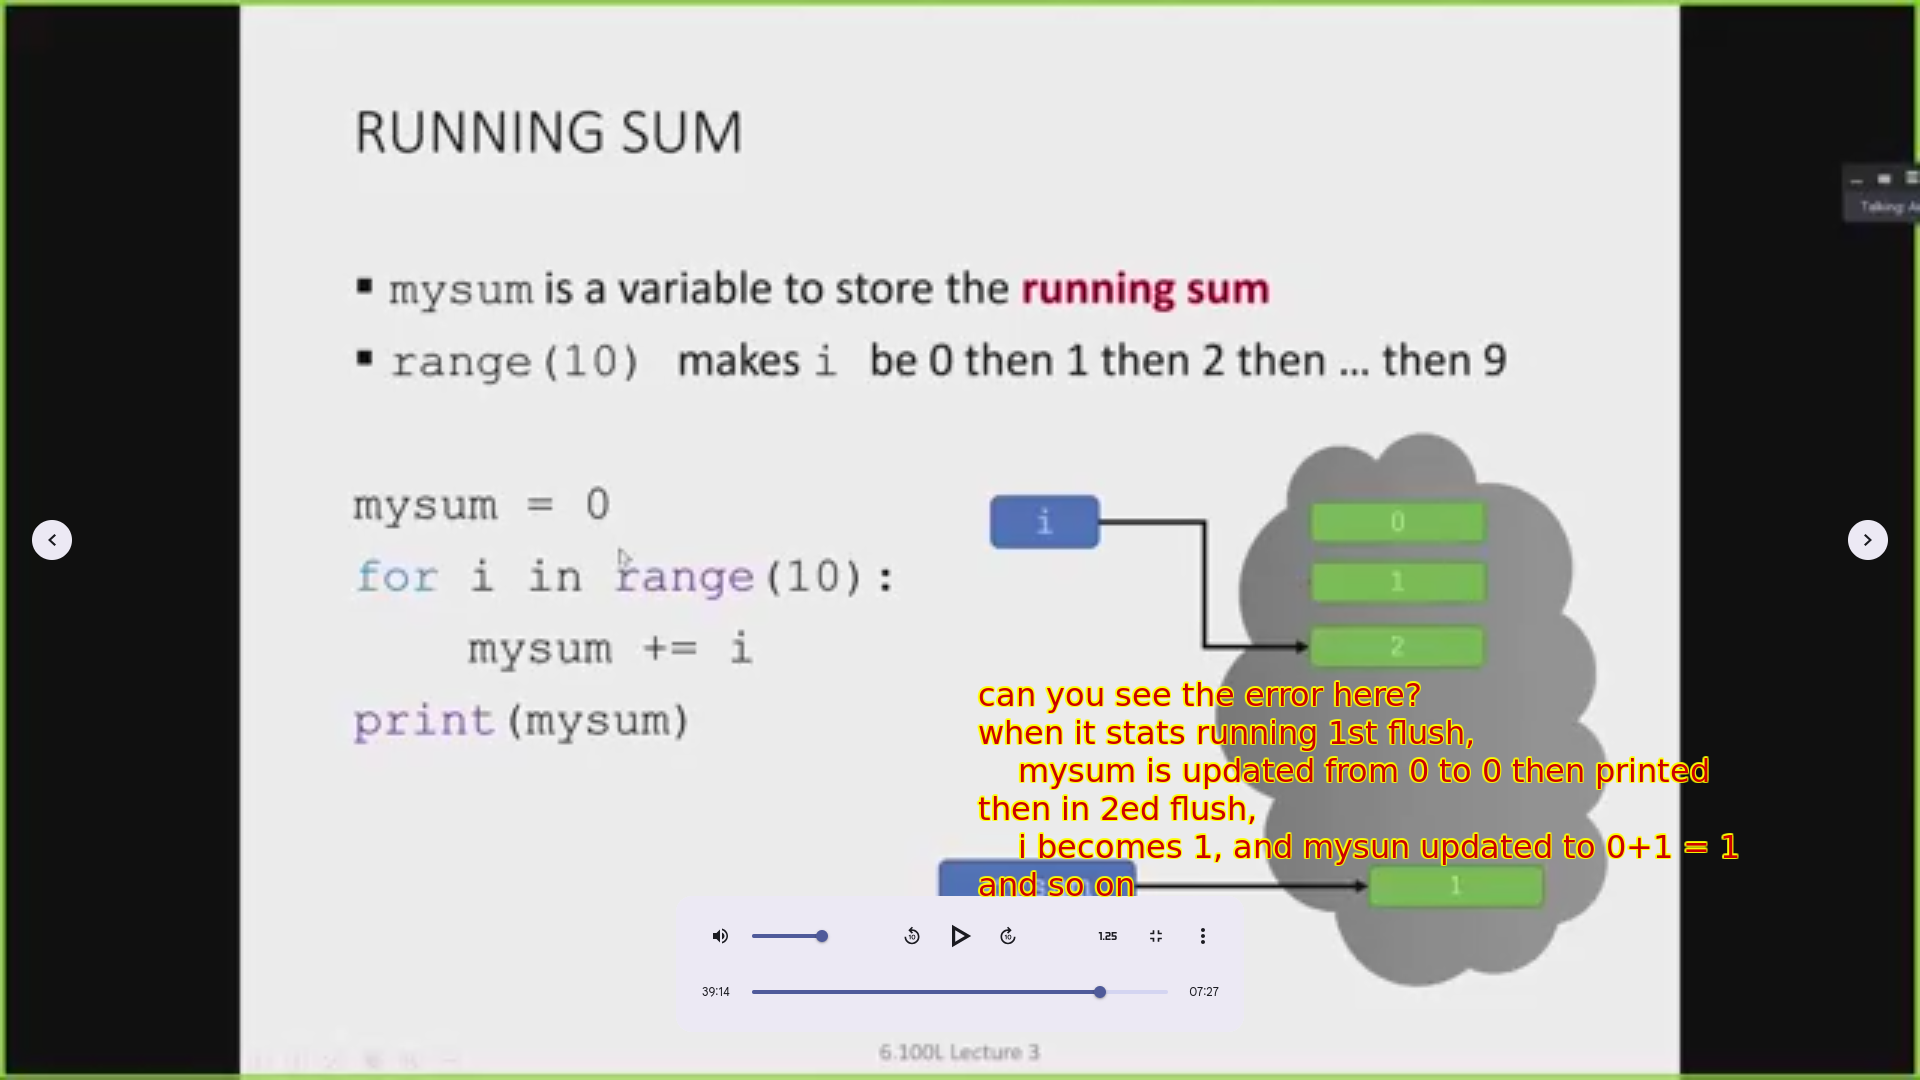 RUNNING SUM
Talking:
▪ mysum is a variable to store the running sum
▪ range(10) makes i be 0 then 1 then 2 then ... then 9
mysum = 0
for i in range(10):
    mysum += i
print(mysum)
i
0
1
2
can you see the error here?
when it stats running 1st flush,
    mysum is updated from 0 to 0 then printed
then in 2ed flush,
    i becomes 1, and mysun updated to 0+1 = 1
and so on
1
10
10
1.25
39:14
07:27
6.100L Lecture 3